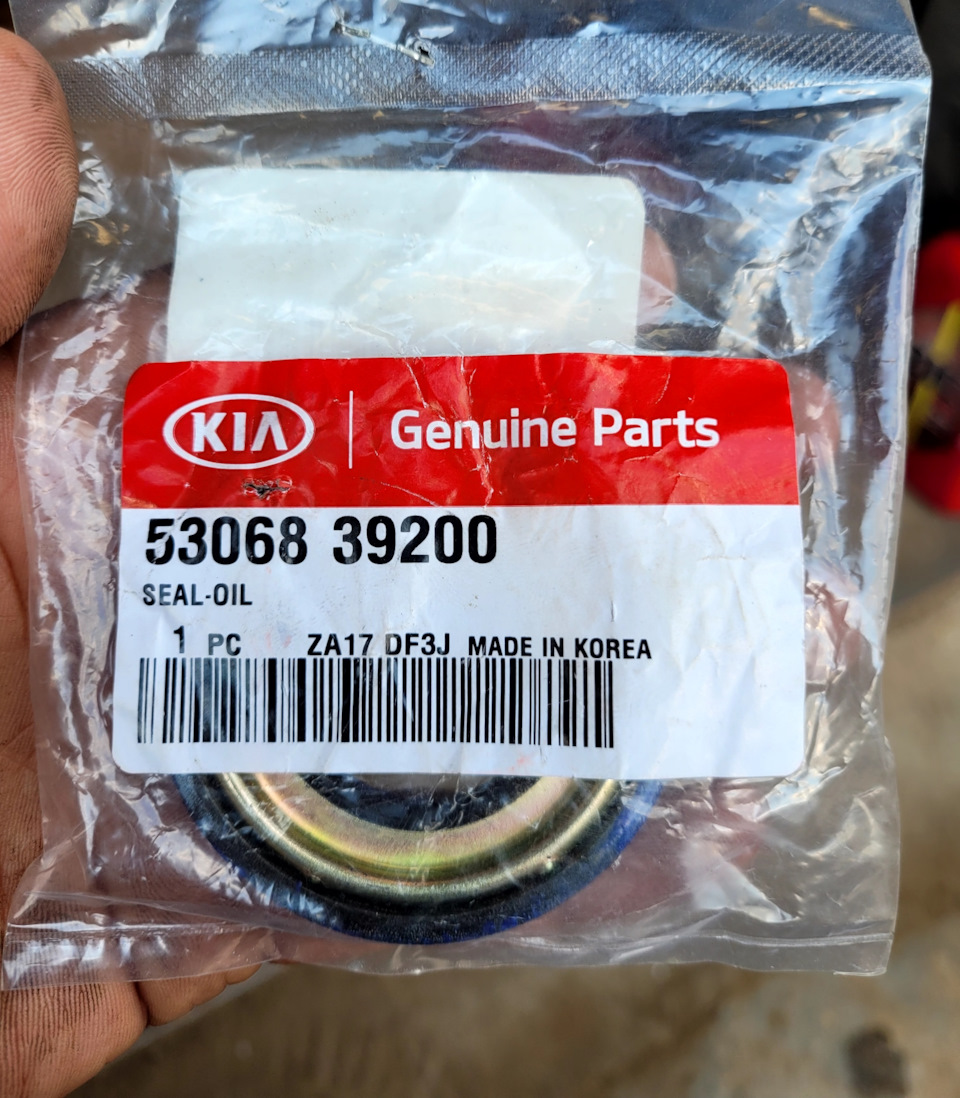 KIA Genuine Parts
53068 39200
SEAL-OIL
1 PC ZA17 DF3J MADE IN KOREA